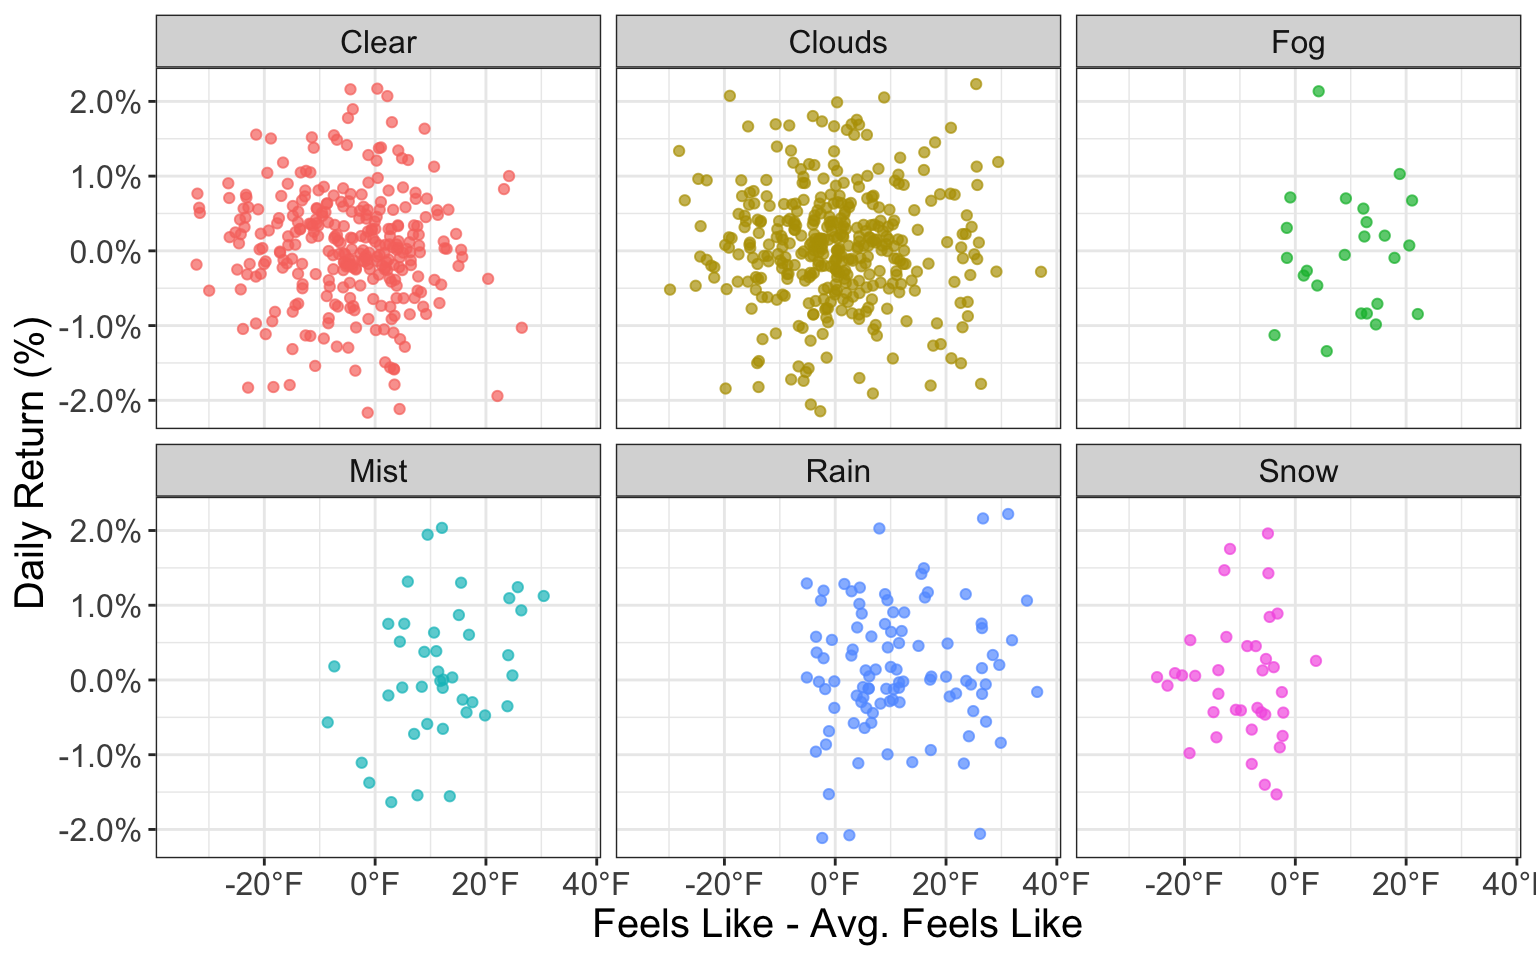 Clear Clouds Fog
2.0%
1.0%
0.0%
-1.0%
-2.0%
Mist Rain Snow
2.0%
1.0%
0.0%
-1.0%
-2.0%
Daily Return (%)
-20°F 0°F 20°F 40°F -20°F 0°F 20°F 40°F -20°F 0°F 20°F 40°
Feels Like - Avg. Feels Like